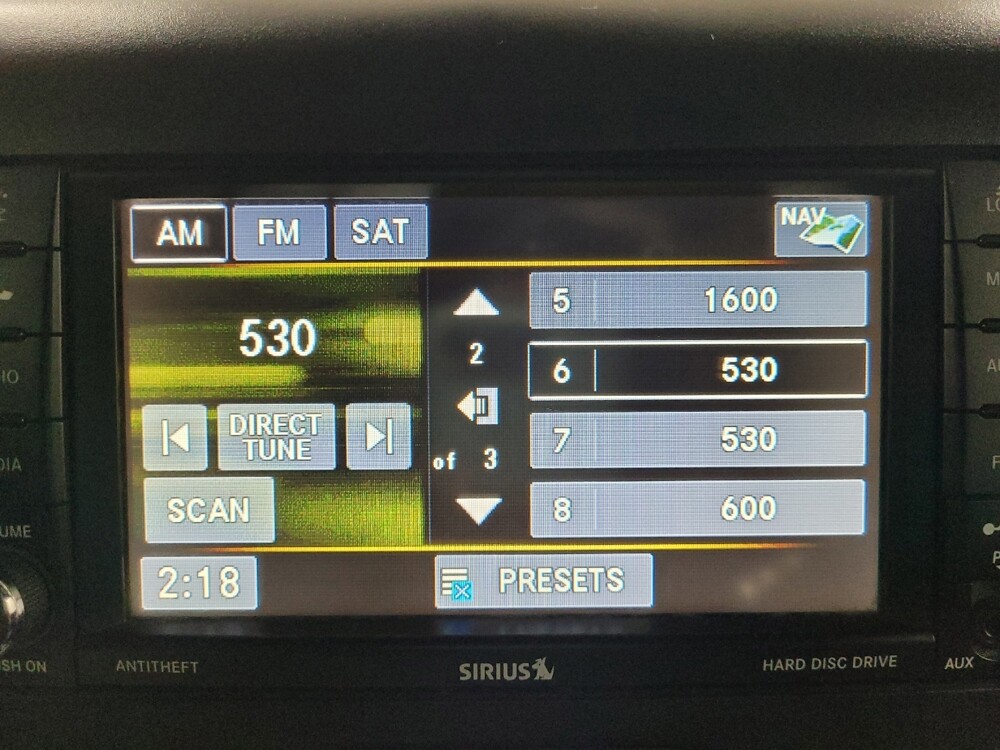 AM FM SAT NAV
530
DIRECT
TUNE
SCAN
2
of 3
5 1600
6 530
7 530
8 600
2:18 PRESETS
ANTITHEFT SIRIUS HARD DISC DRIVE AUX